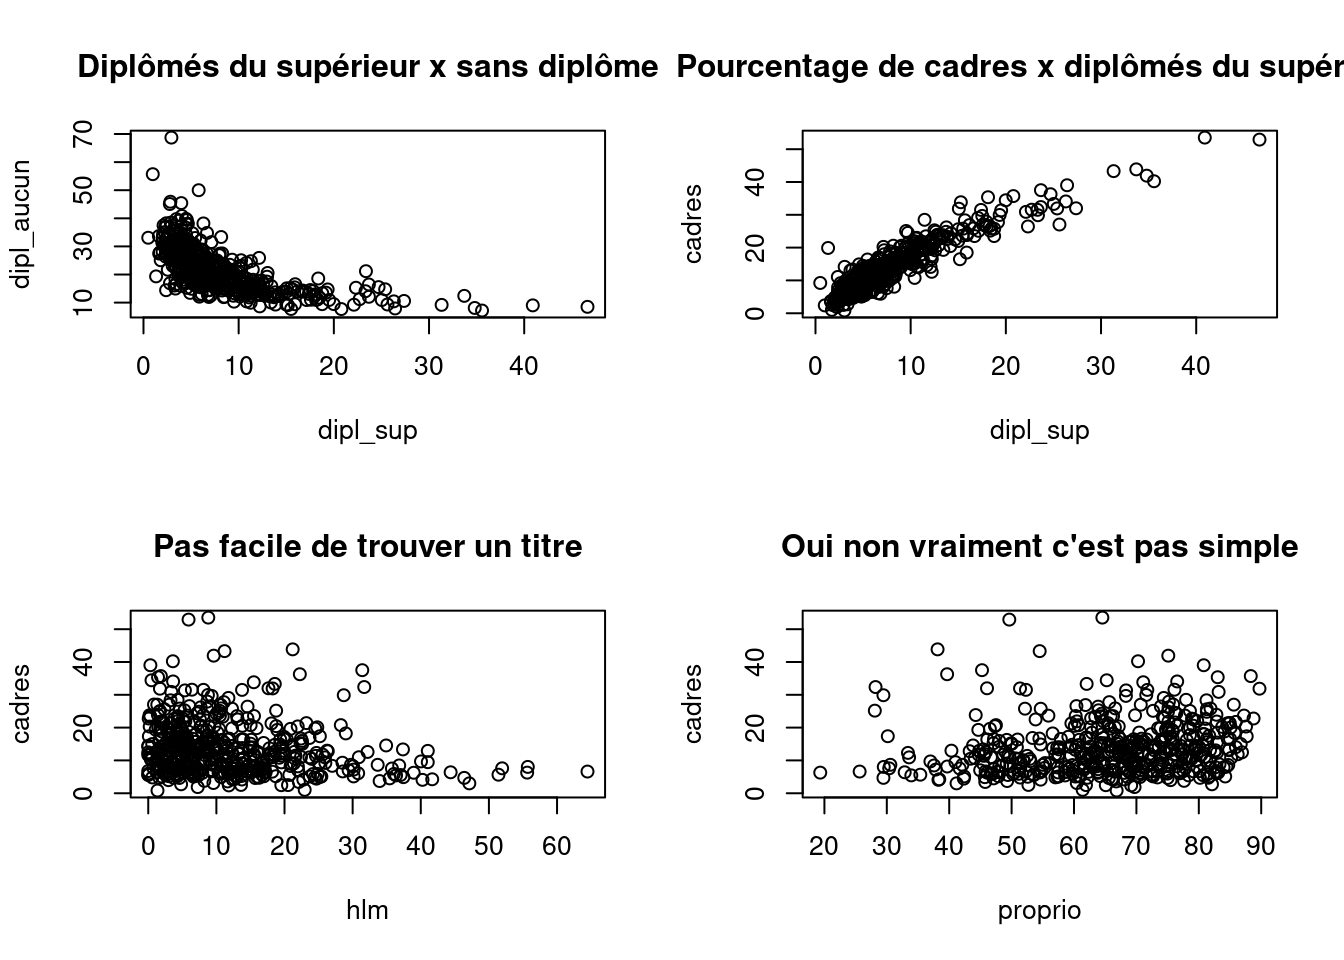 Diplômés du supérieur x sans diplôme
dipl_aucun
70
50
30
10
0 10 20 30 40
dipl_sup
Pourcentage de cadres x diplômés du supér
cadres
40
20
0
0 10 20 30 40
dipl_sup
Pas facile de trouver un titre
cadres
40
20
0
0 10 20 30 40 50 60
hlm
Oui non vraiment c'est pas simple
cadres
40
20
0
20 30 40 50 60 70 80 90
proprio